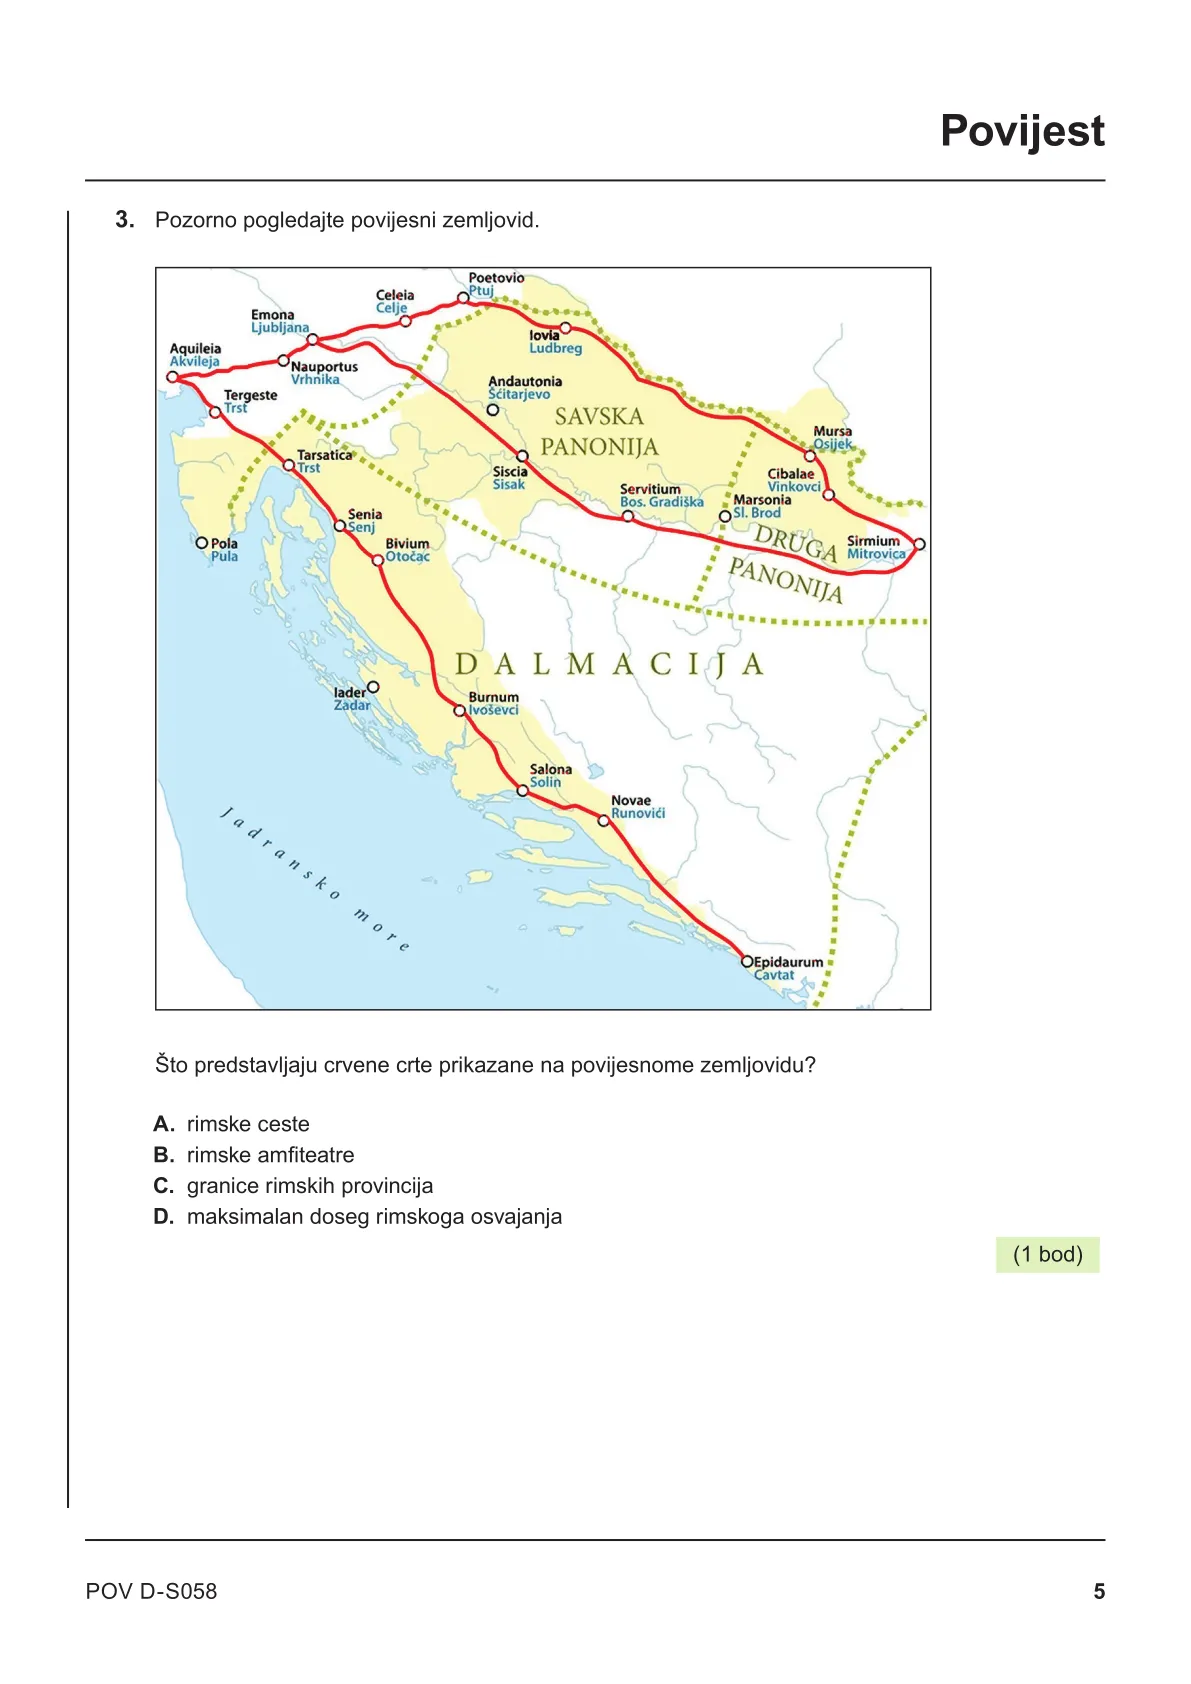 Povijest
3. Pozorno pogledajte povijesni zemljovid.
Poetovio
Ptuj
Celeia
Celje
Emona
Ljubljana
Iovia
Ludbreg
Aquileia
Akvileja
Nauportus
Vrhnika
Andautonia
Šćitarjevo
Tergeste
Trst
SAVSKA
PANONIJA
Mursa
Osijek
Tarsatica
Trst
Siscia
Sisak
Cibalae
Vinkovci
Servitium
Bos. Gradiška
Marsonia
Sl. Brod
Senia
Senj
DRUGA
PANONIJA
Sirmium
Mitrovica
Pola
Pula
Bivium
Otočac
DALMACIJA
Iader
Zadar
Burnum
Ivoševci
Salona
Solin
Novae
Runovići
Jadransko more
Epidaurum
Cavtat
Što predstavljaju crvene crte prikazane na povijesnome zemljovidu?
A. rimske ceste
B. rimske amfiteatre
C. granice rimskih provincija
D. maksimalan doseg rimskoga osvajanja
(1 bod)
POV D-S058
5